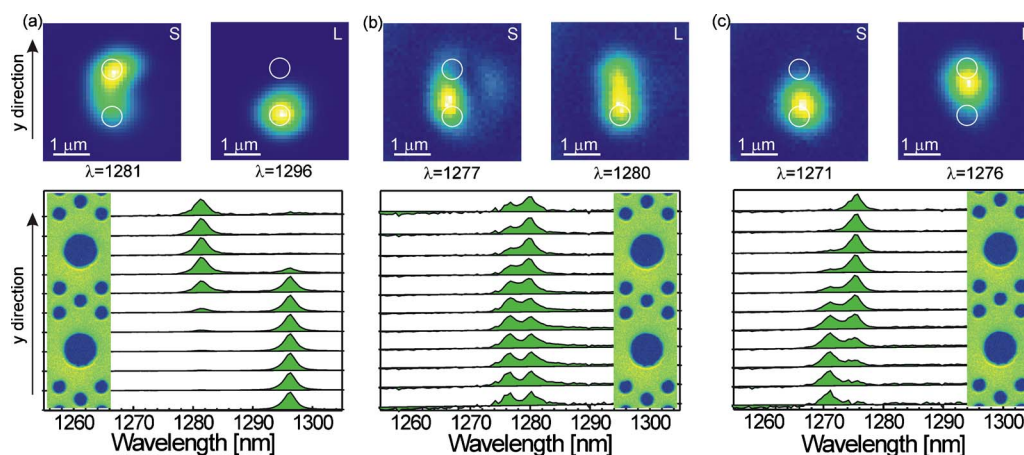 (a)
S
L
y direction
1 μm
1 μm
λ=1281
λ=1296
y direction
1260 1270 1280 1290 1300
Wavelength [nm]
(b)
S
L
1 μm
1 μm
λ=1277
λ=1280
1260 1270 1280 1290 1300
Wavelength [nm]
(c)
S
L
1 μm
1 μm
λ=1271
λ=1276
1260 1270 1280 1290 1300
Wavelength [nm]